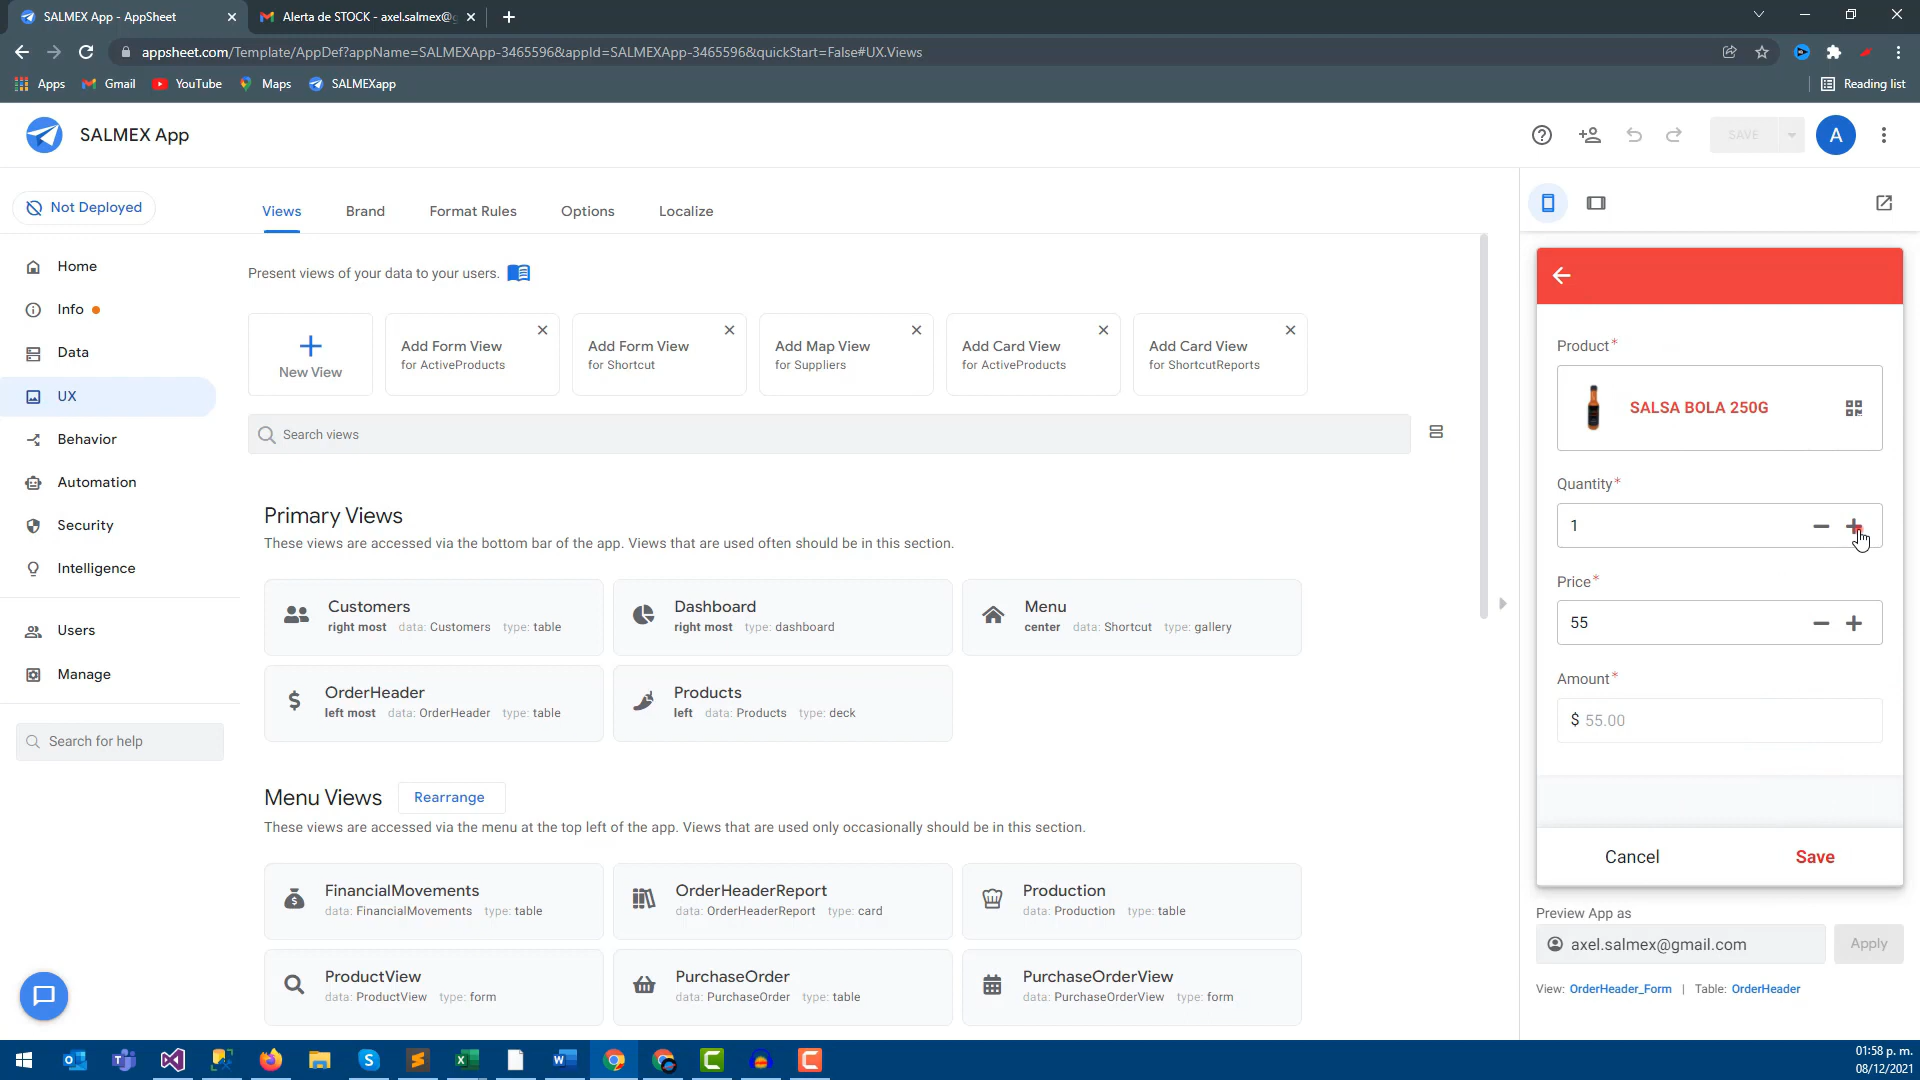 SALMEX App - AppSheet
Alerta de STOCK - axel.salmex@g
appsheet.com/Template/AppDef?appName=SALMEXApp-3465596&appId=SALMEXApp-3465596&quickStart=False#UX.Views
Apps
Gmail
YouTube
Maps
SALMEXapp
Reading list
SALMEX App
SAVE
A
Not Deployed
Views
Brand
Format Rules
Options
Localize
Home
Info
Data
UX
Behavior
Automation
Security
Intelligence
Users
Manage
Search for help
Present views of your data to your users.
New View
Add Form View
for ActiveProducts
Add Form View
for Shortcut
Add Map View
for Suppliers
Add Card View
for ActiveProducts
Add Card View
for ShortcutReports
Search views
Primary Views
These views are accessed via the bottom bar of the app. Views that are used often should be in this section.
Customers
right most data: Customers type: table
Dashboard
right most type: dashboard
Menu
center data: Shortcut type: gallery
OrderHeader
left most data: OrderHeader type: table
Products
left data: Products type: deck
Menu Views
Rearrange
These views are accessed via the menu at the top left of the app. Views that are used only occasionally should be in this section.
FinancialMovements
data: FinancialMovements type: table
OrderHeaderReport
data: OrderHeaderReport type: card
Production
data: Production type: table
ProductView
data: ProductView type: form
PurchaseOrder
data: PurchaseOrder type: table
PurchaseOrderView
data: PurchaseOrderView type: form
Product*
SALSA BOLA 250G
Quantity*
1
Price*
55
Amount*
$ 55.00
Cancel
Save
Preview App as
axel.salmex@gmail.com
Apply
View: OrderHeader_Form | Table: OrderHeader
01:58 p. m.
08/12/2021